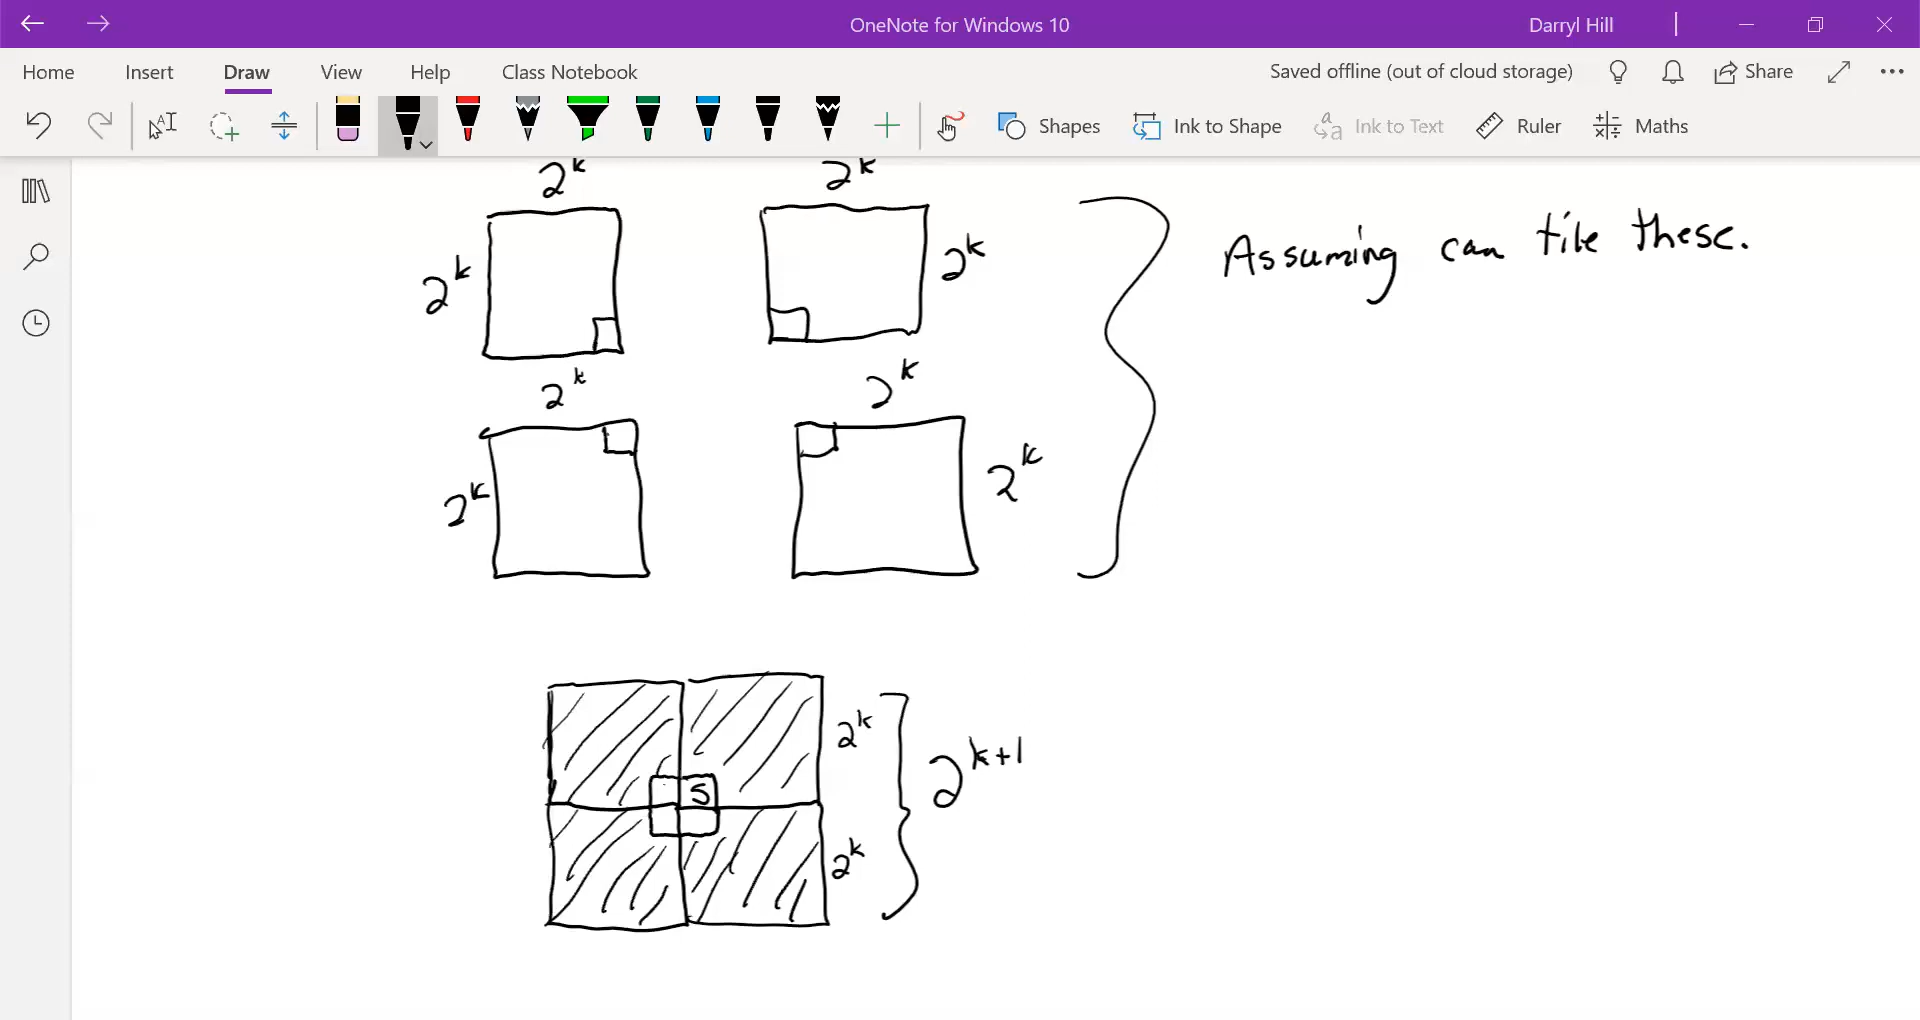 OneNote for Windows 10
Darryl Hill
Home Insert Draw View Help Class Notebook
Saved offline (out of cloud storage)
Share
Shapes
Ink to Shape
Ink to Text
Ruler
Maths
2^k 2^k
2^k 2^k
Assuming can tile these.
2^k 2^k
2^k 2^k
2^k
S
2^{k+1}
2^k